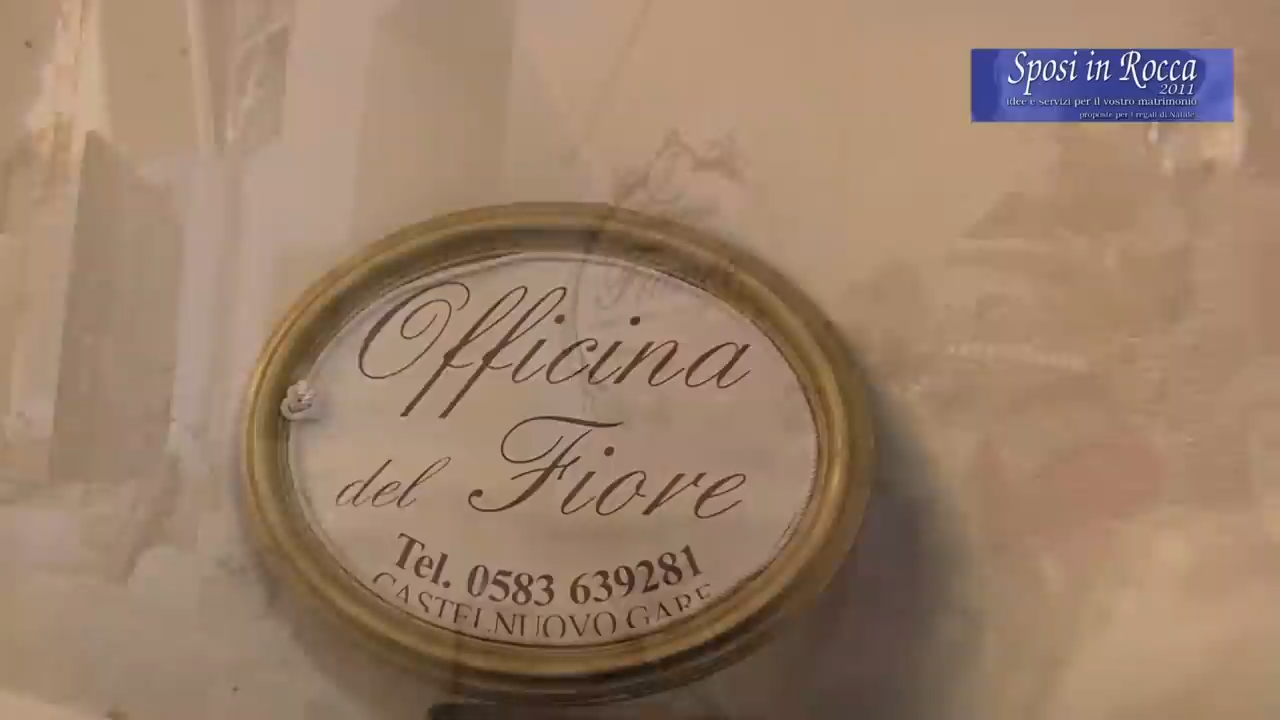 Sposi in Rocca
2011
idee e servizi per il vostro matrimonio
proposte per i regali di Natale
Officina
del Fiore
Tel. 0583 639281
CASTELNUOVO GARF